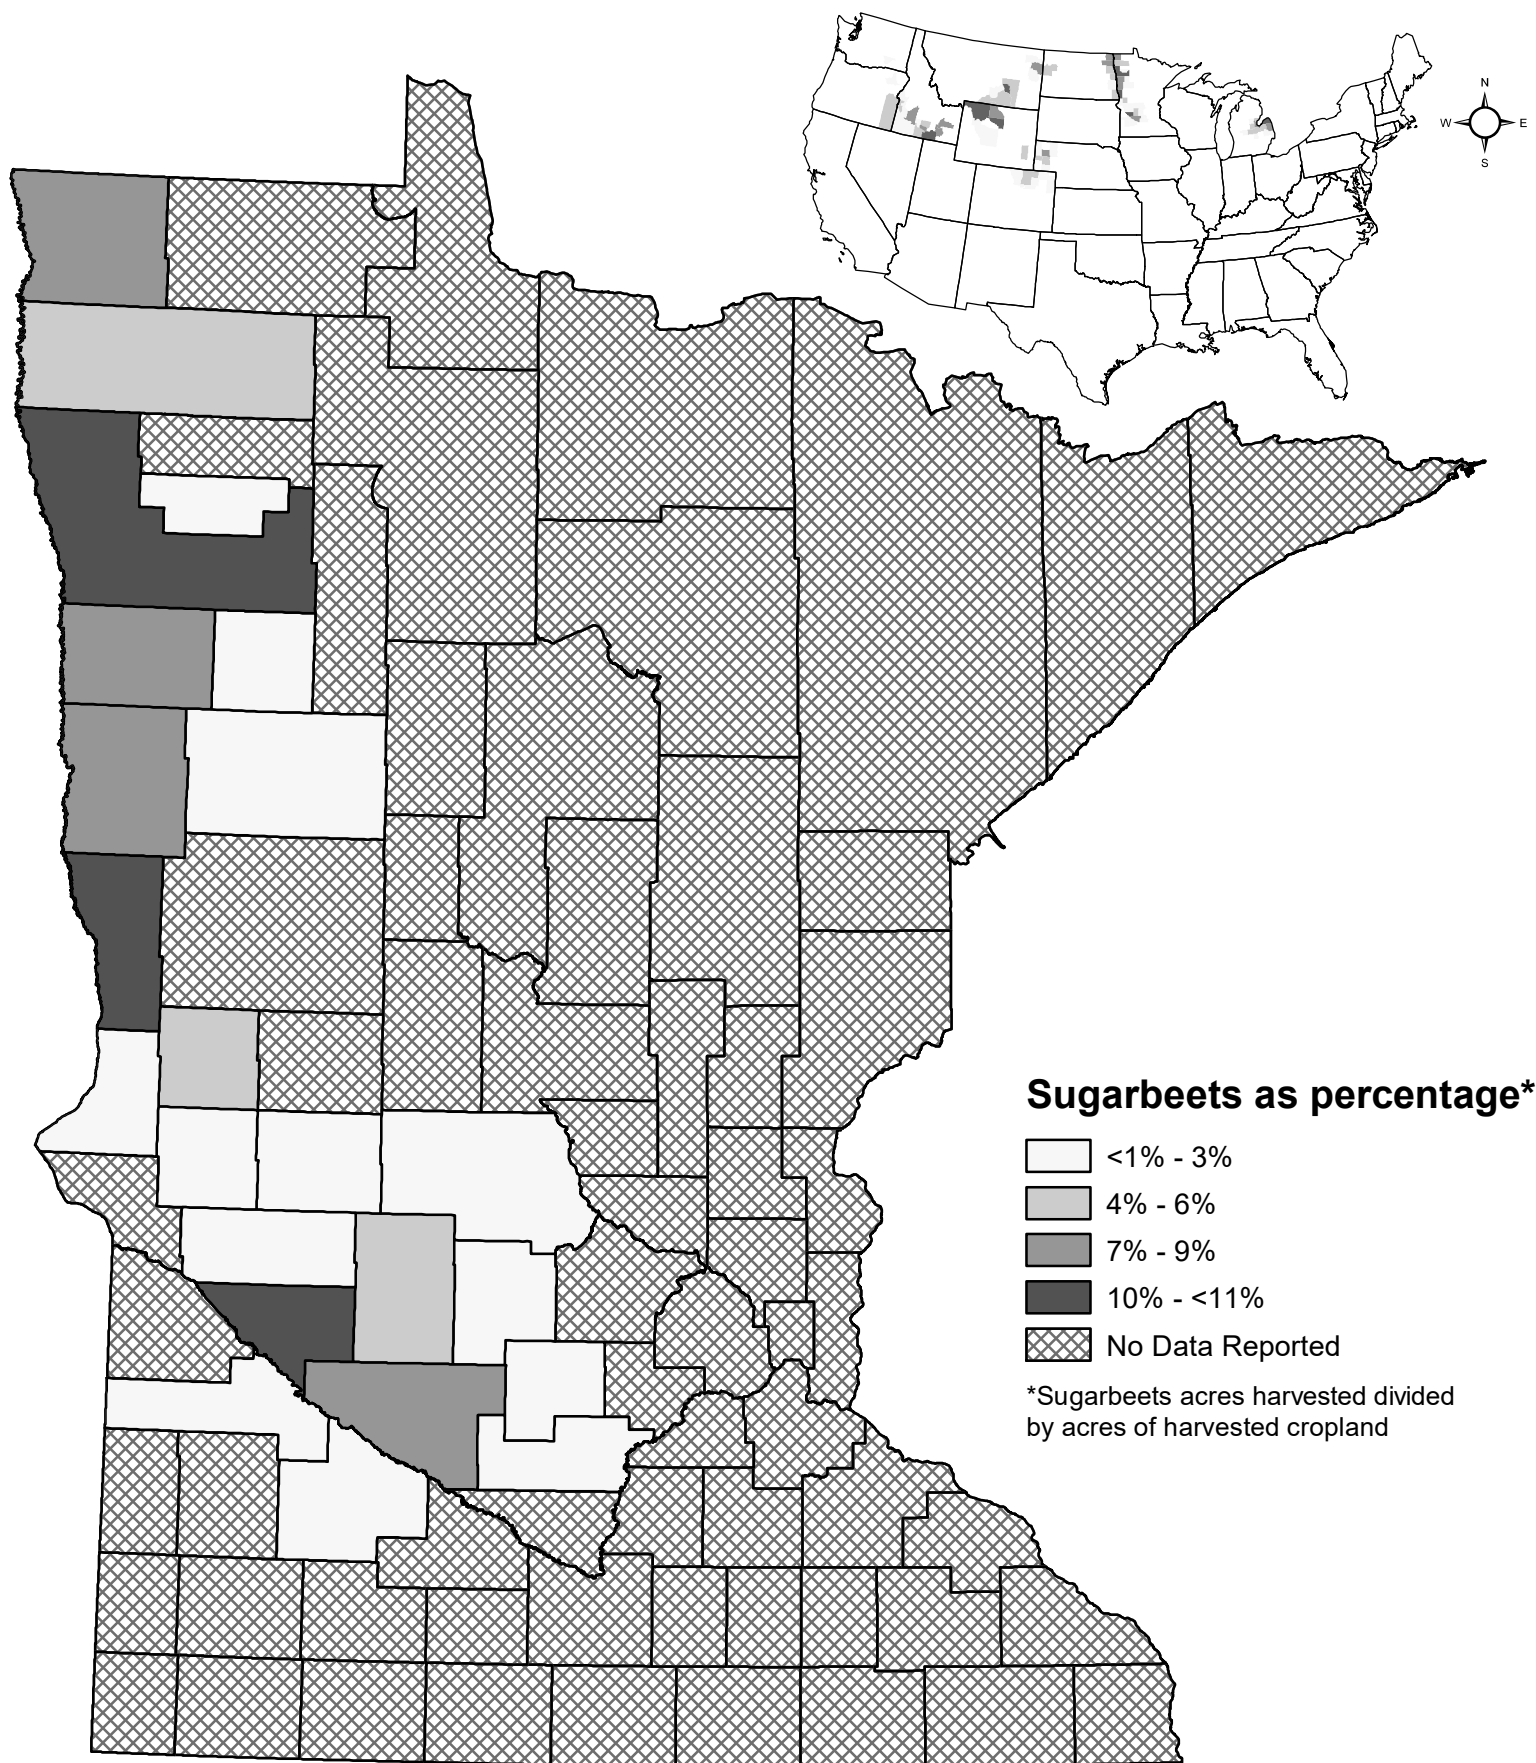 N
W E
S
Sugarbeets as percentage*
<1% - 3%
4% - 6%
7% - 9%
10% - <11%
No Data Reported
*Sugarbeets acres harvested divided
by acres of harvested cropland